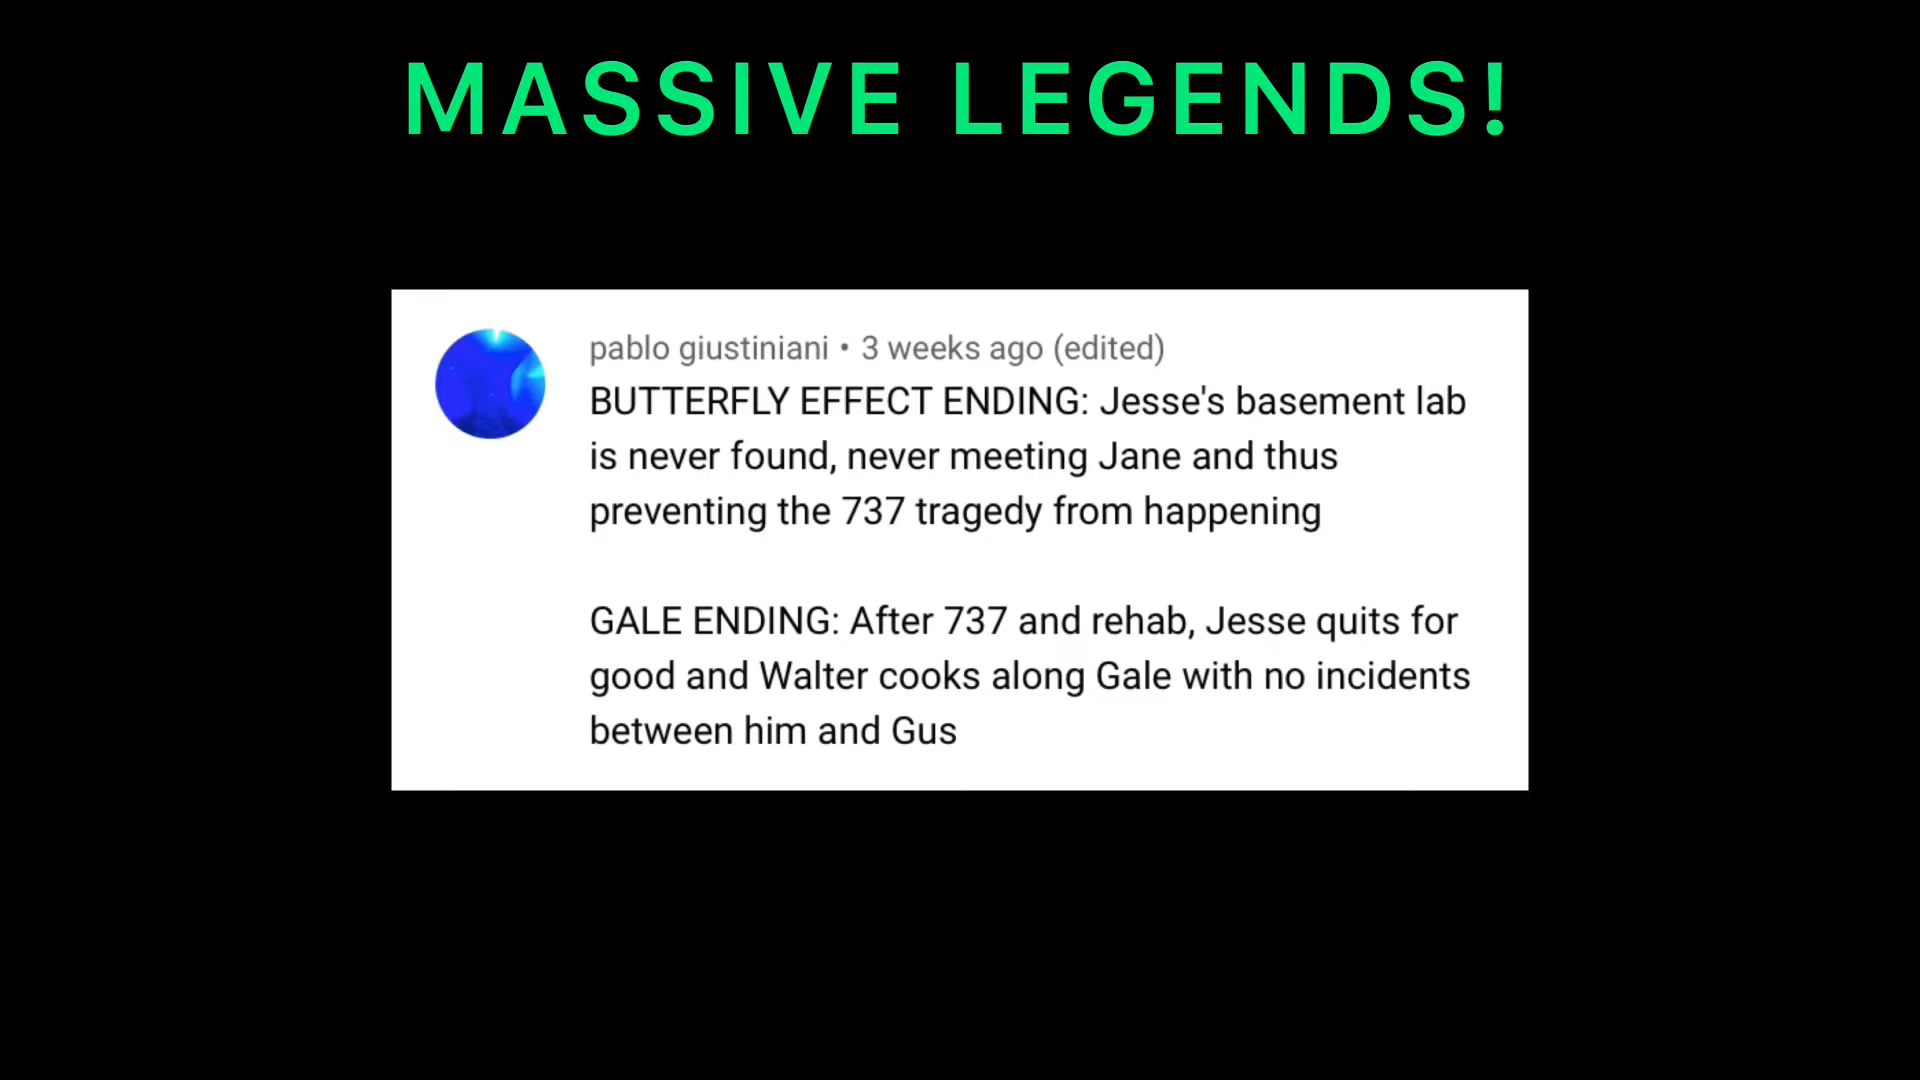 MASSIVE LEGENDS!
pablo giustiniani • 3 weeks ago (edited)
BUTTERFLY EFFECT ENDING: Jesse's basement lab
is never found, never meeting Jane and thus
preventing the 737 tragedy from happening
GALE ENDING: After 737 and rehab, Jesse quits for
good and Walter cooks along Gale with no incidents
between him and Gus